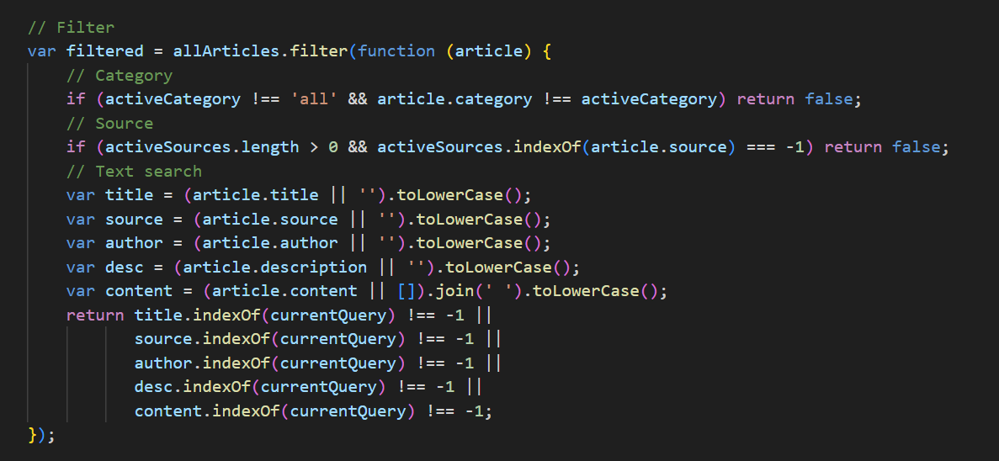 // Filter
var filtered = allArticles.filter(function (article) {
    // Category
    if (activeCategory !== 'all' && article.category !== activeCategory) return false;
    // Source
    if (activeSources.length > 0 && activeSources.indexOf(article.source) === -1) return false;
    // Text search
    var title = (article.title || '').toLowerCase();
    var source = (article.source || '').toLowerCase();
    var author = (article.author || '').toLowerCase();
    var desc = (article.description || '').toLowerCase();
    var content = (article.content || []).join(' ').toLowerCase();
    return title.indexOf(currentQuery) !== -1 ||
           source.indexOf(currentQuery) !== -1 ||
           author.indexOf(currentQuery) !== -1 ||
           desc.indexOf(currentQuery) !== -1 ||
           content.indexOf(currentQuery) !== -1;
});